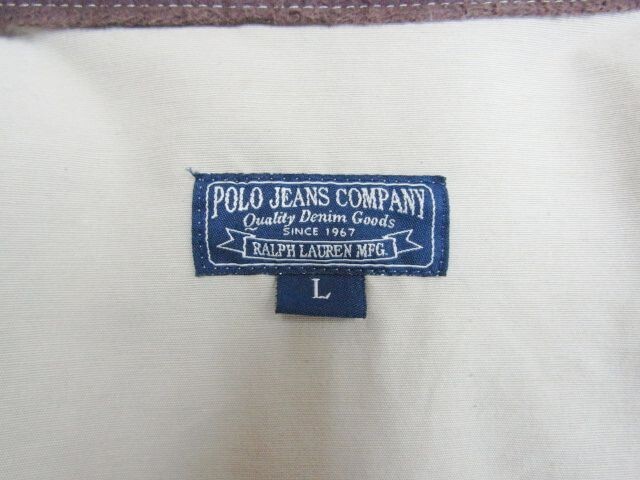 POLO JEANS COMPANY
Quality Denim Goods
SINCE 1967
RALPH LAUREN MFG.
L